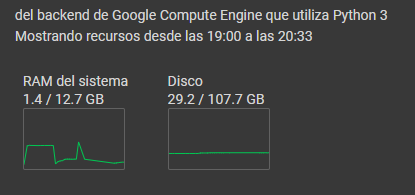 del backend de Google Compute Engine que utiliza Python 3
Mostrando recursos desde las 19:00 a las 20:33
RAM del sistema
1.4 / 12.7 GB
Disco
29.2 / 107.7 GB